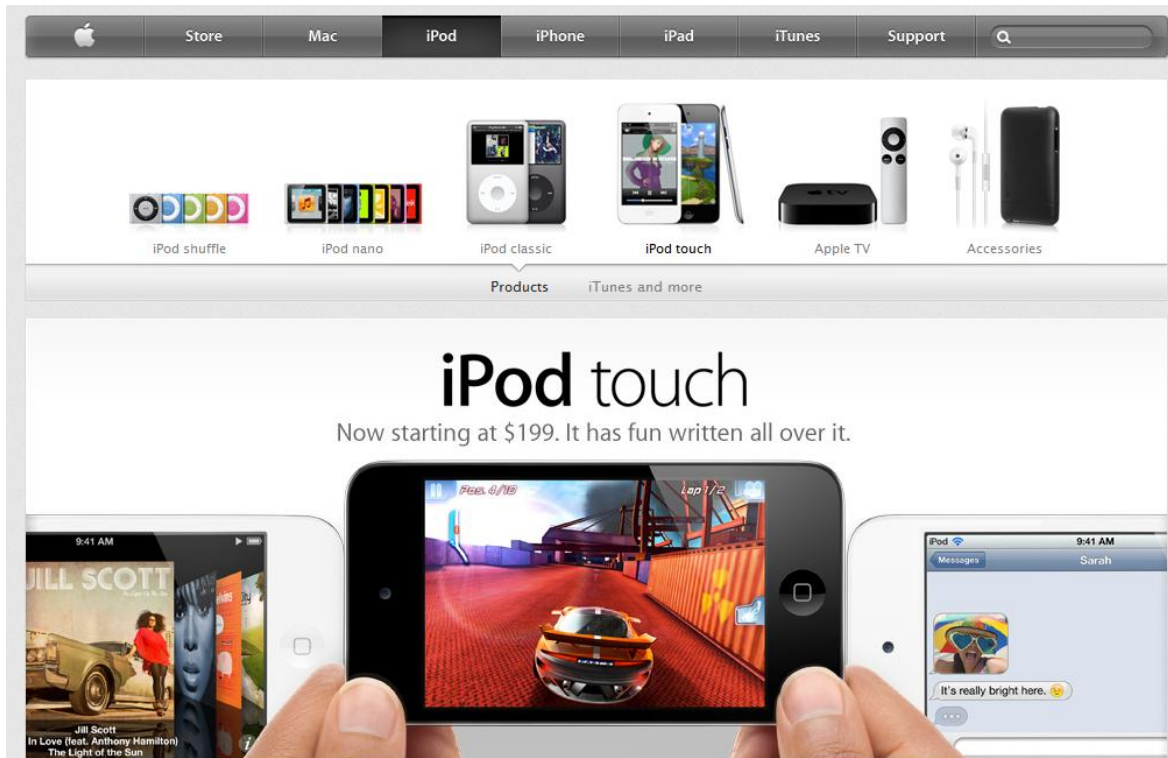 Store Mac iPod iPhone iPad iTunes Support
tv
iPod shuffle iPod nano iPod classic iPod touch Apple TV Accessories
Products iTunes and more
iPod touch
Now starting at $199. It has fun written all over it.
Pos. 4/10 Lap 1/2
9:41 AM
JILL SCOTT
Jill Scott
In Love (feat. Anthony Hamilton)
The Light of the Sun
iPod 9:41 AM
Messages Sarah
It's really bright here. 😉